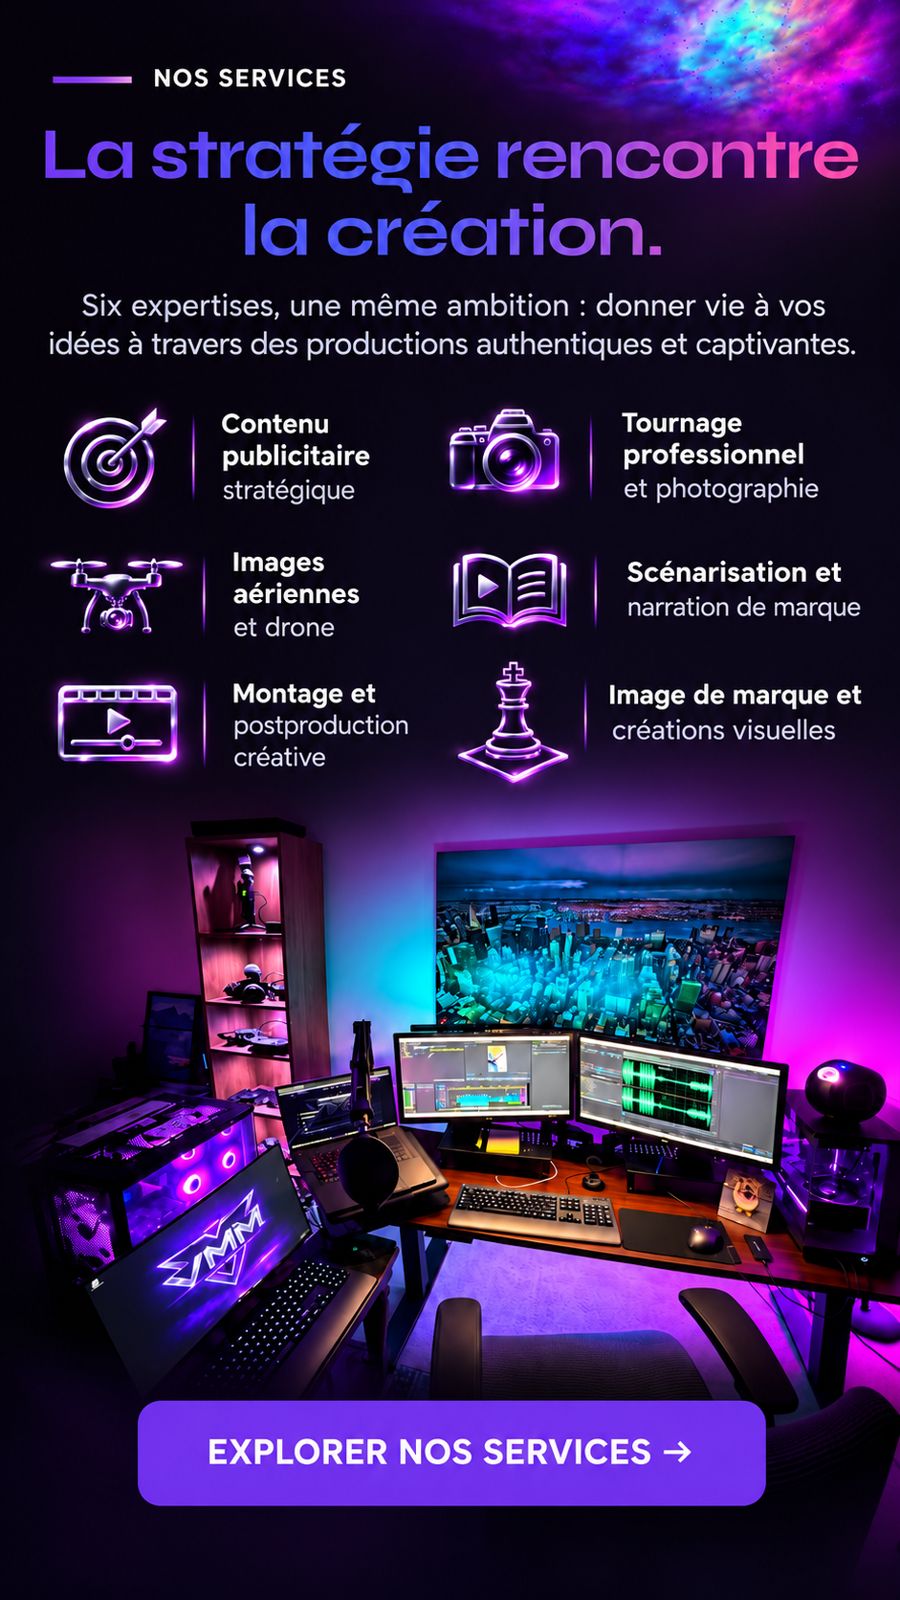 NOS SERVICES
La stratégie rencontre
la création.
Six expertises, une même ambition : donner vie à vos
idées à travers des productions authentiques et captivantes.
Contenu
publicitaire
stratégique
Tournage
professionnel
et photographie
Images
aériennes
et drone
Scénarisation et
narration de marque
Montage et
postproduction
créative
Image de marque et
créations visuelles
JMM
EXPLORER NOS SERVICES →